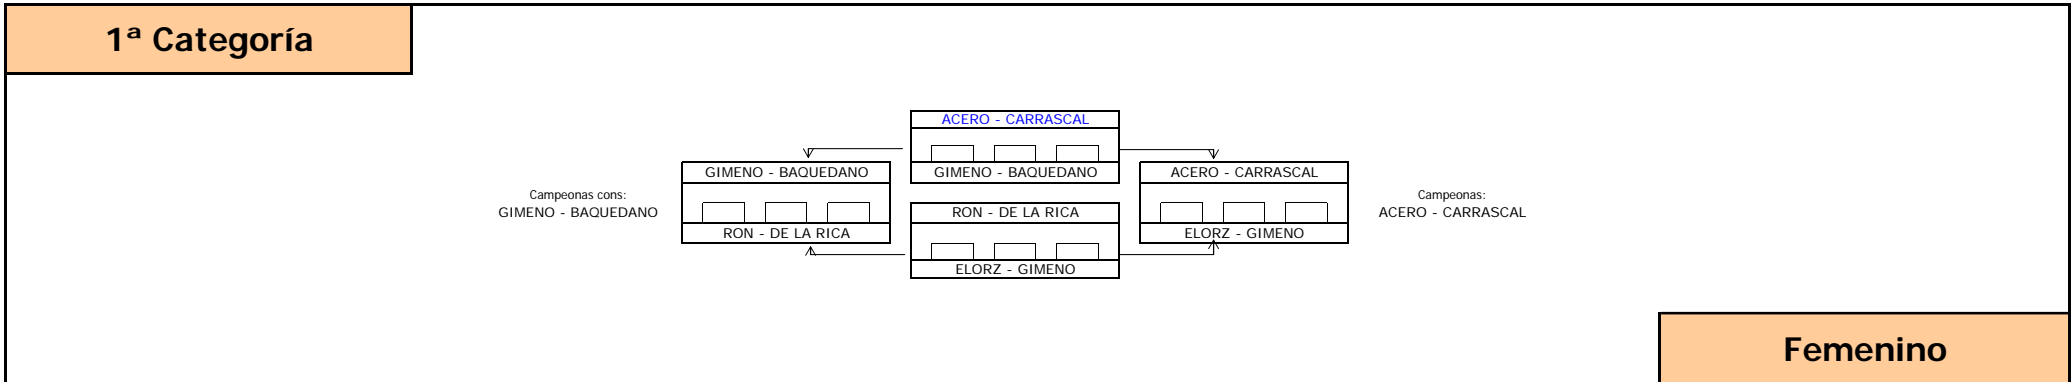 1ª Categoría
ACERO - CARRASCAL
GIMENO - BAQUEDANO
GIMENO - BAQUEDANO
ACERO - CARRASCAL
Campeonas cons:
GIMENO - BAQUEDANO
Campeonas:
ACERO - CARRASCAL
RON - DE LA RICA
RON - DE LA RICA
ELORZ - GIMENO
ELORZ - GIMENO
Femenino